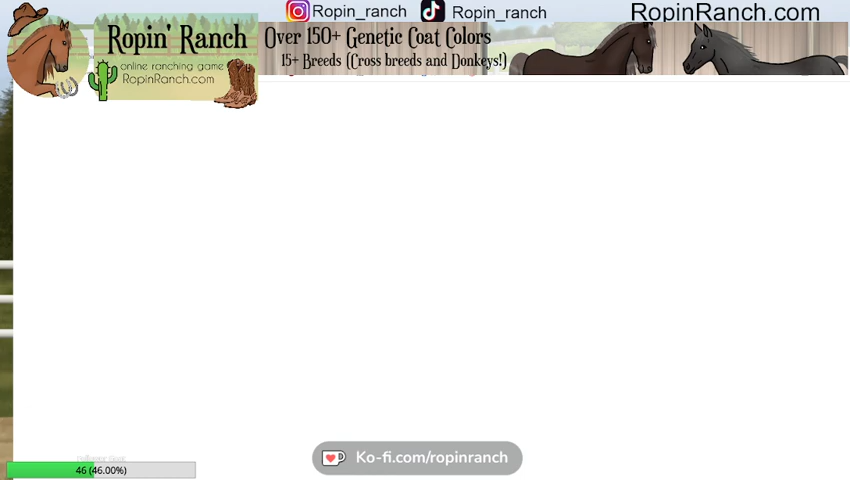 Ropin_ranch
Ropin_ranch
RopinRanch.com
Ropin' Ranch
online ranching game
RopinRanch.com
Over 150+ Genetic Coat Colors
15+ Breeds (Cross breeds and Donkeys!)
Ko-fi.com/ropinranch
46 (46.00%)